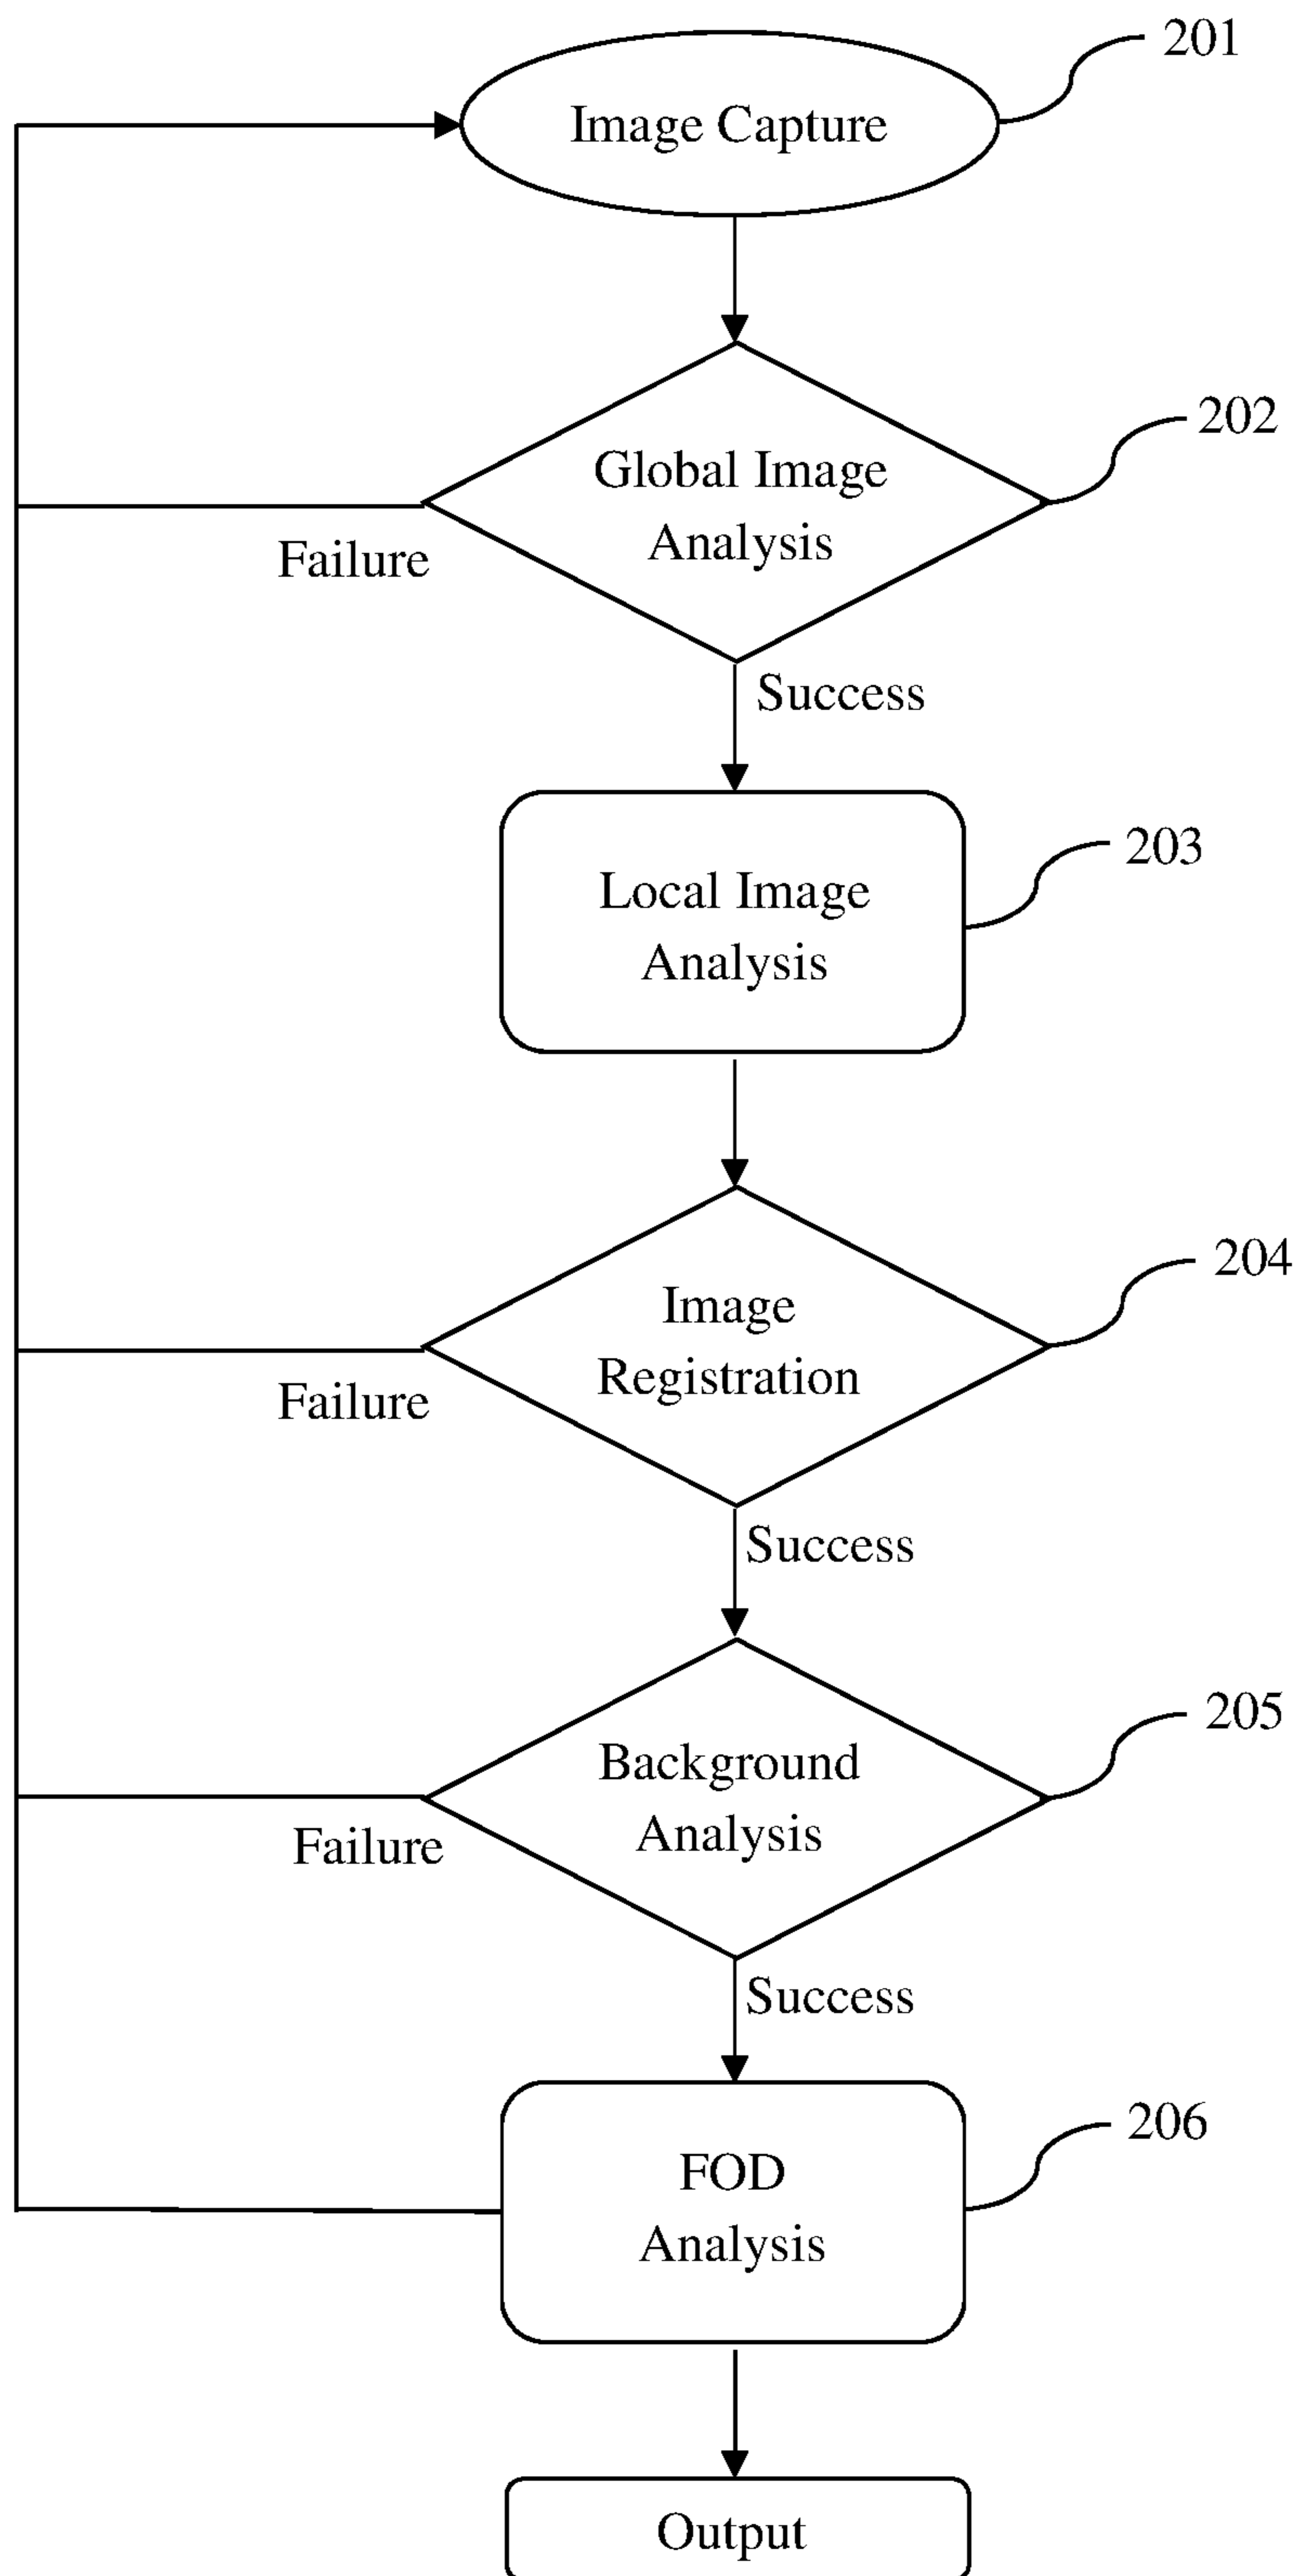 201
Image Capture
202
Global Image
Analysis
Failure
Success
203
Local Image
Analysis
204
Image
Registration
Failure
Success
205
Background
Analysis
Failure
Success
206
FOD
Analysis
Output